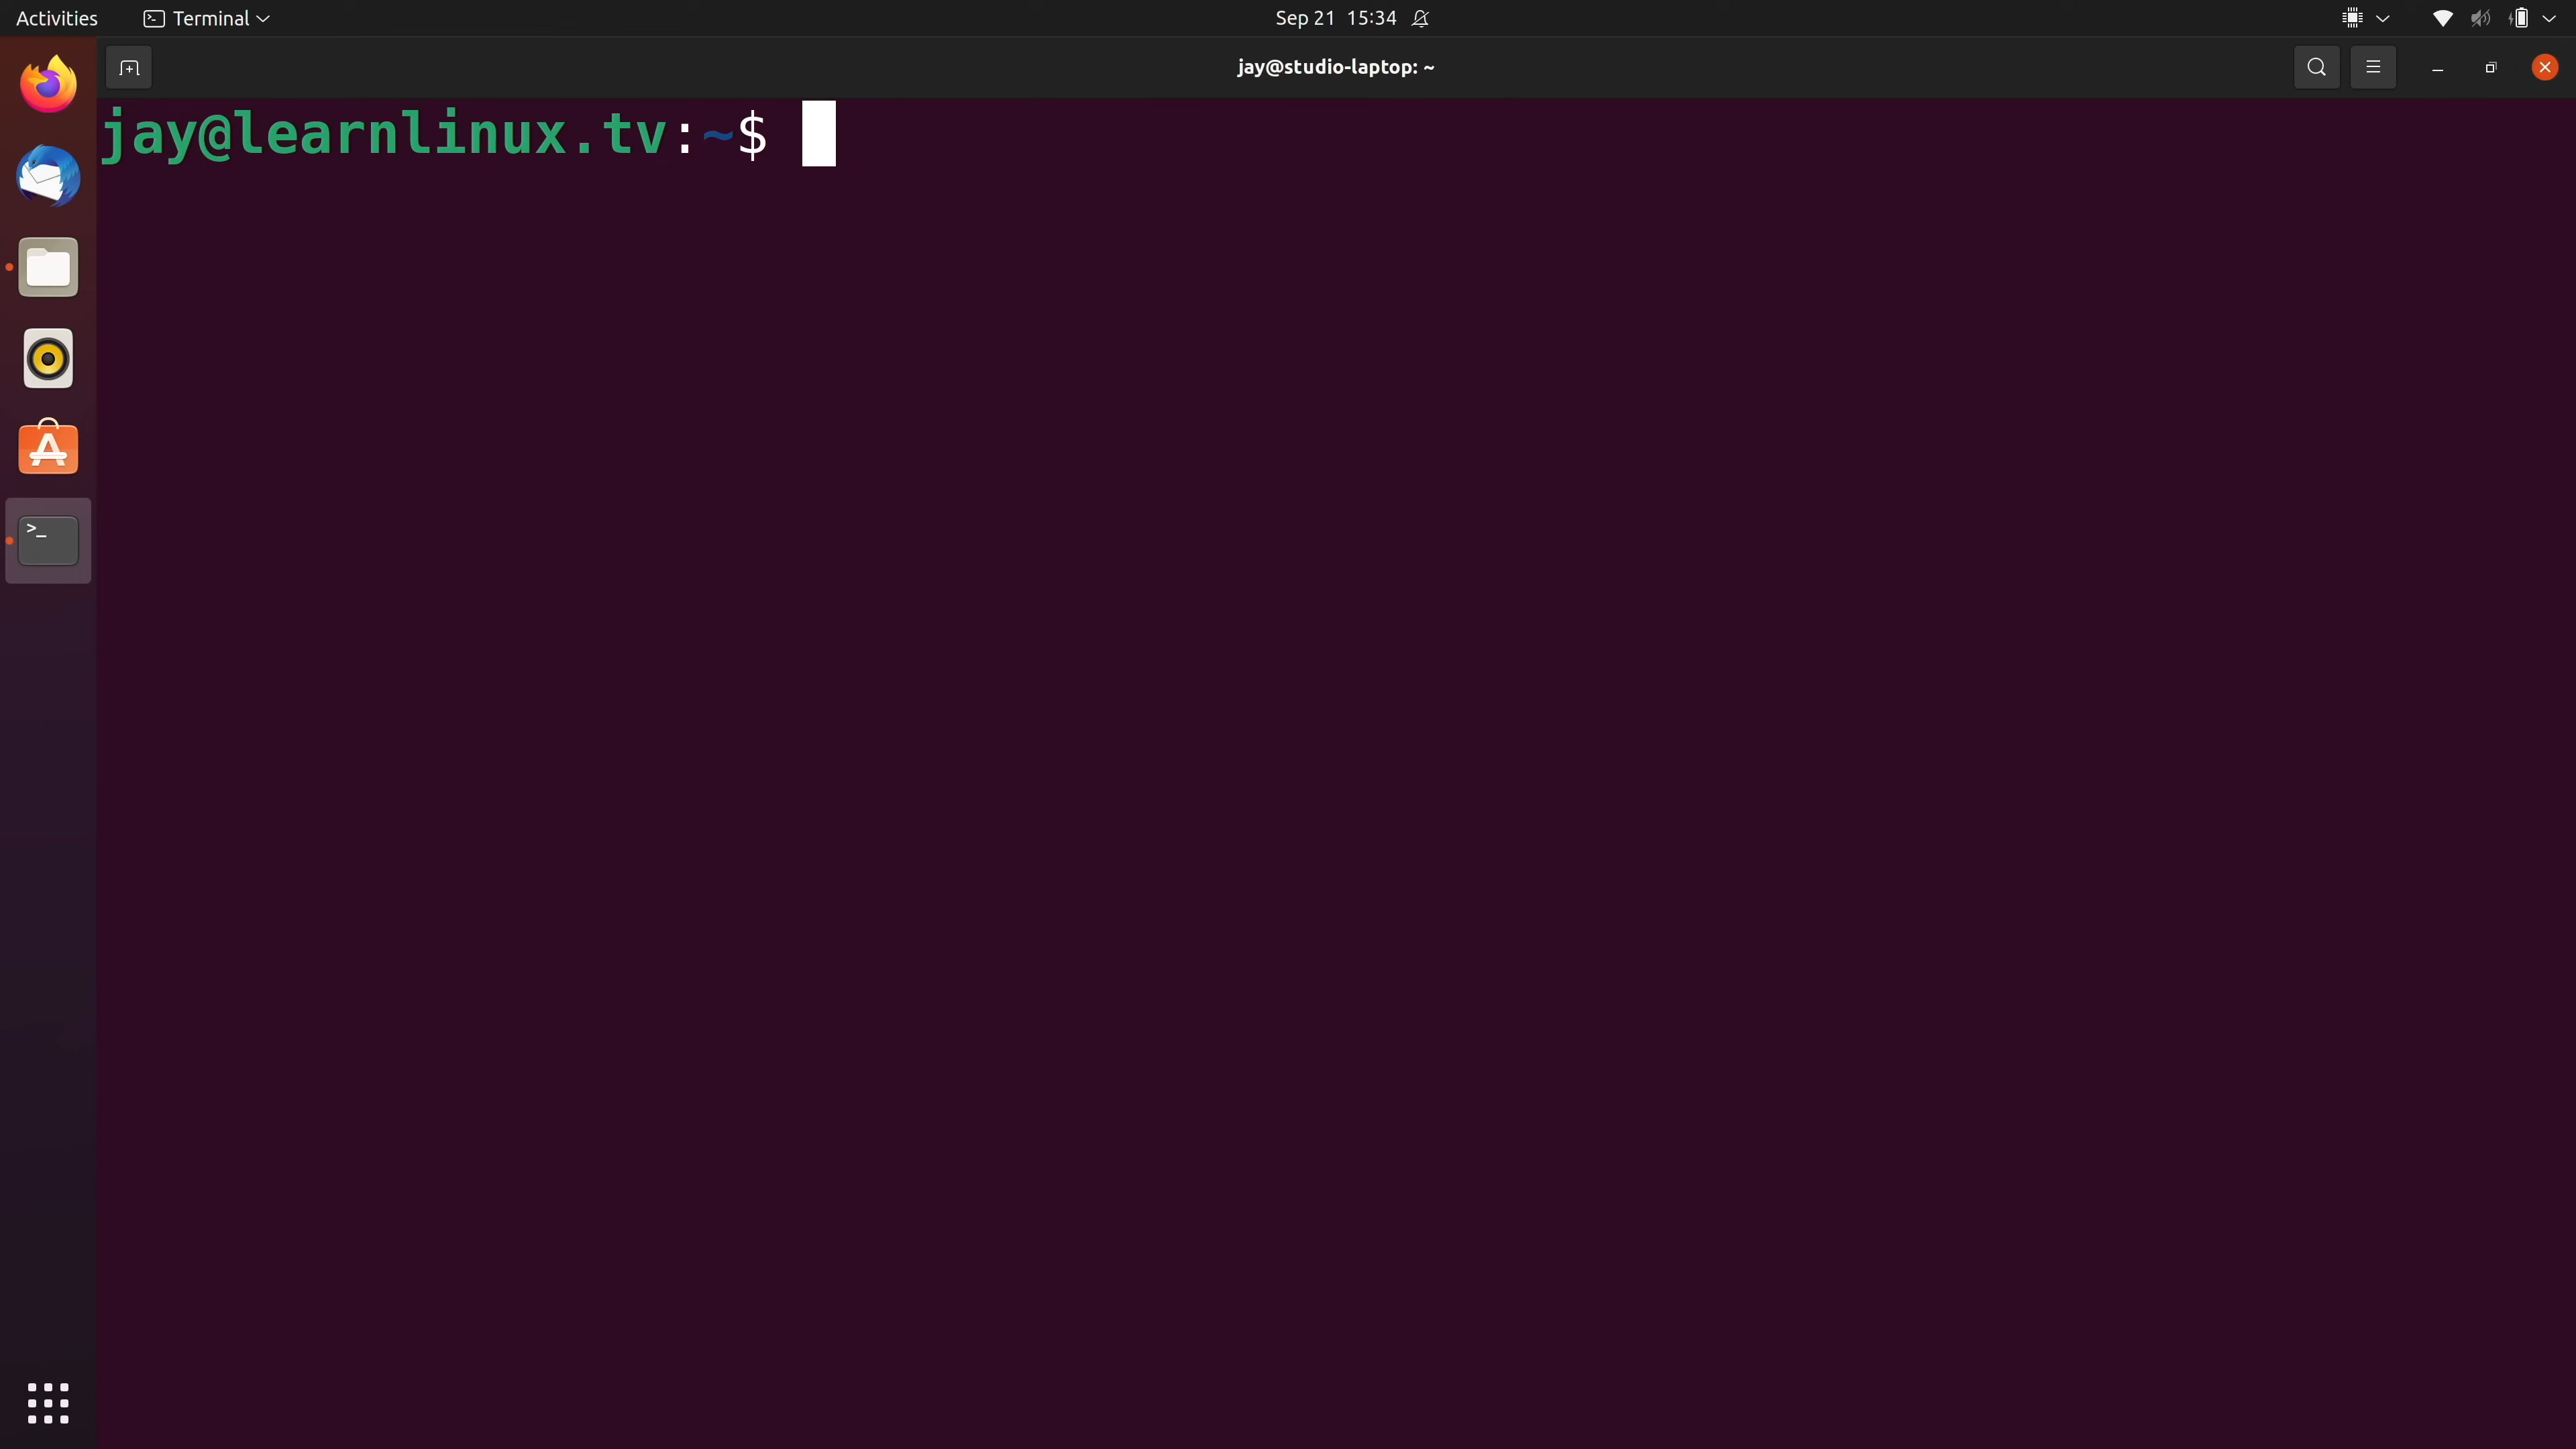 Activities Terminal Sep 21 15:34
jay@studio-laptop: ~
jay@learnlinux.tv:~$
>_